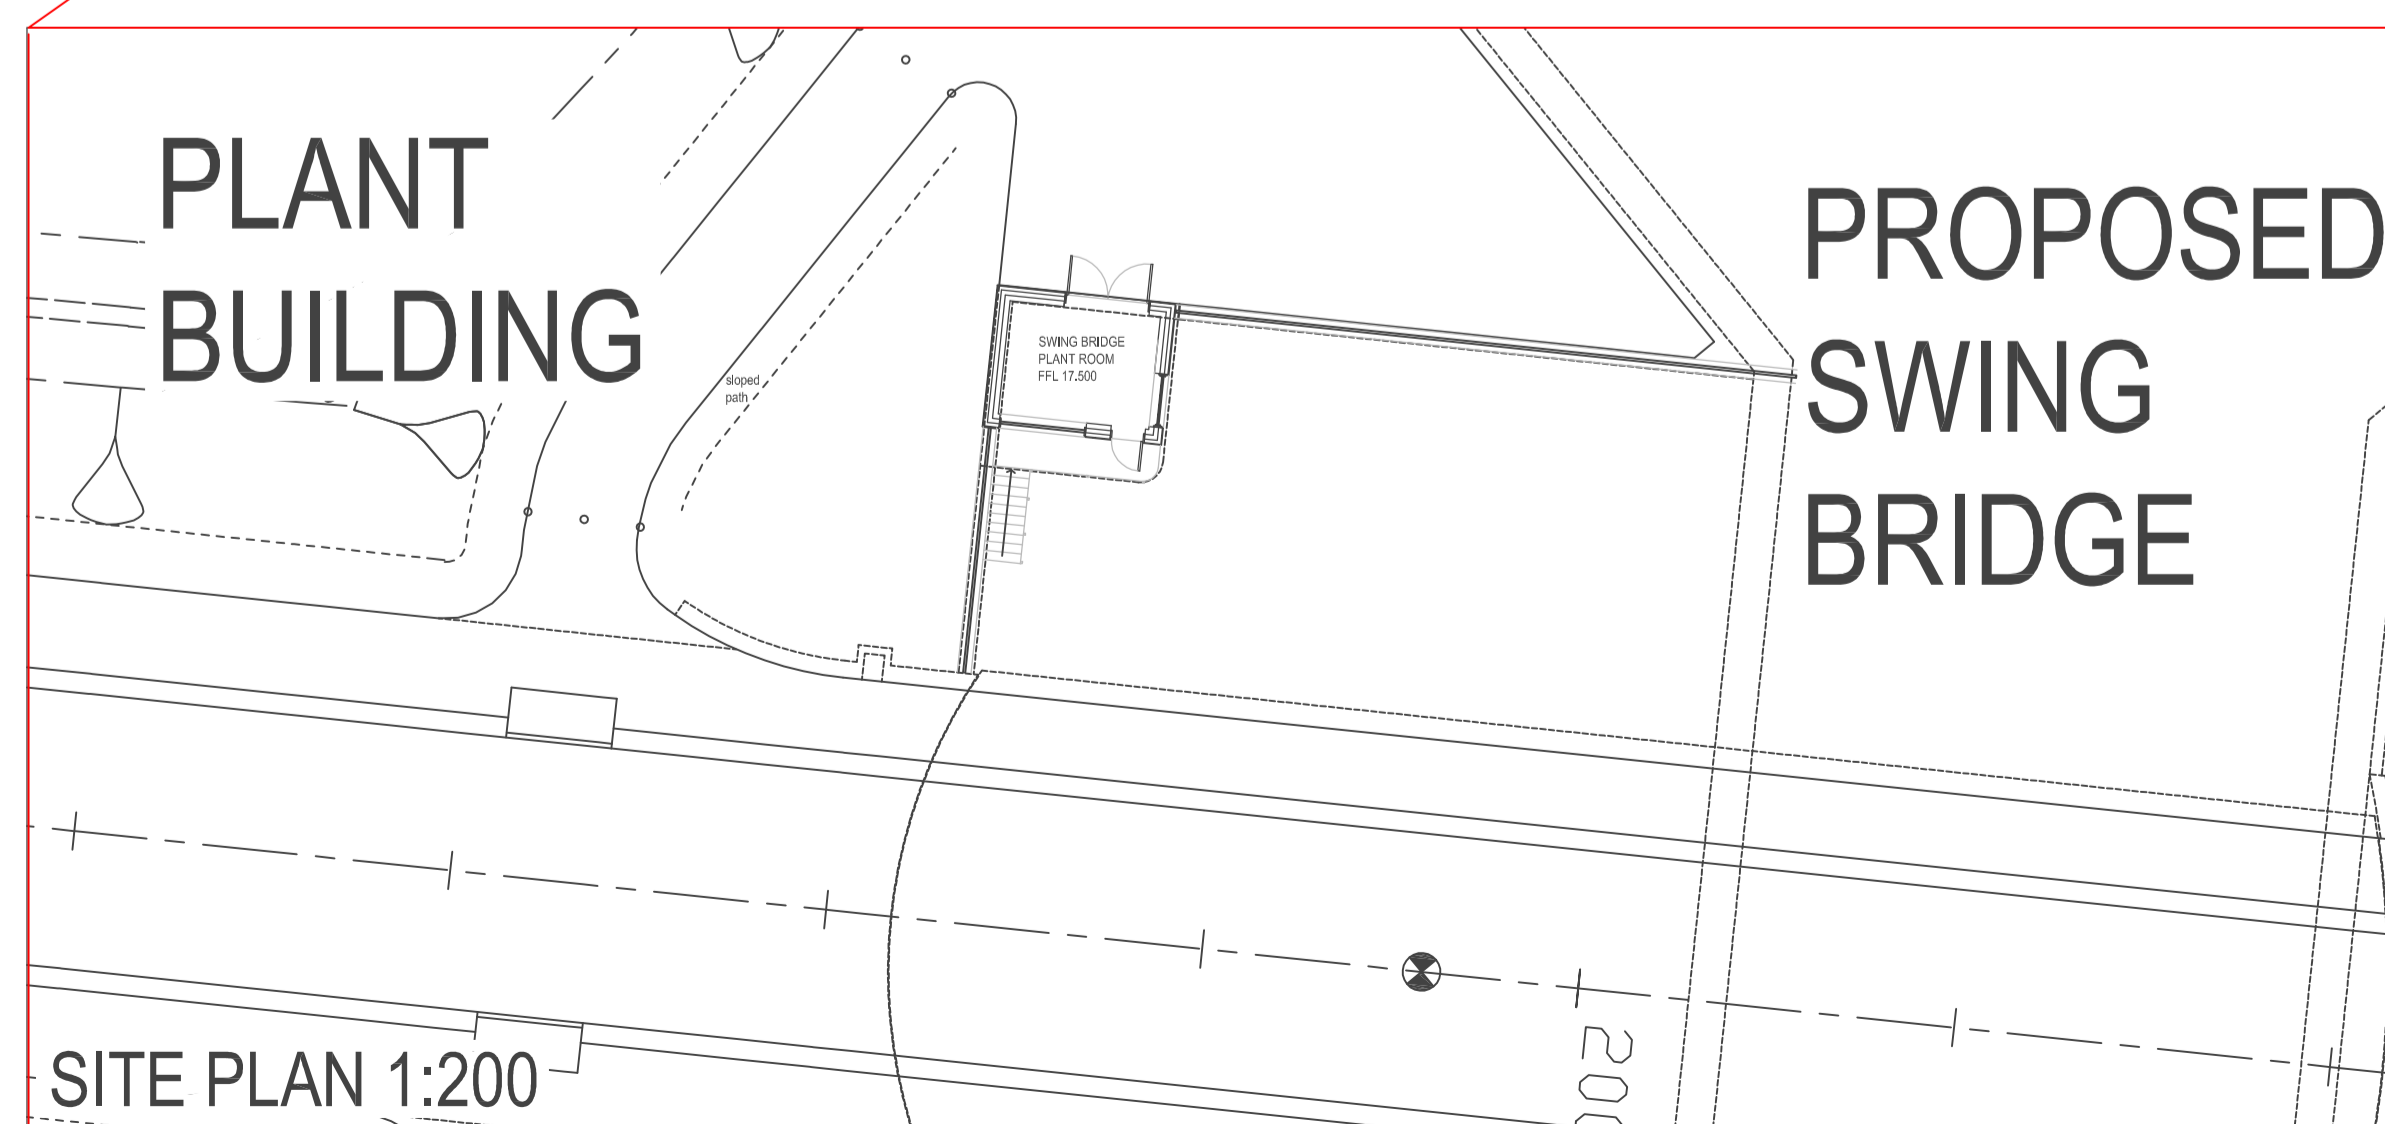 PLANT
BUILDING
PROPOSED
SWING
BRIDGE
SWING BRIDGE
PLANT ROOM
FFL 17.500
sloped
path
SITE PLAN 1:200